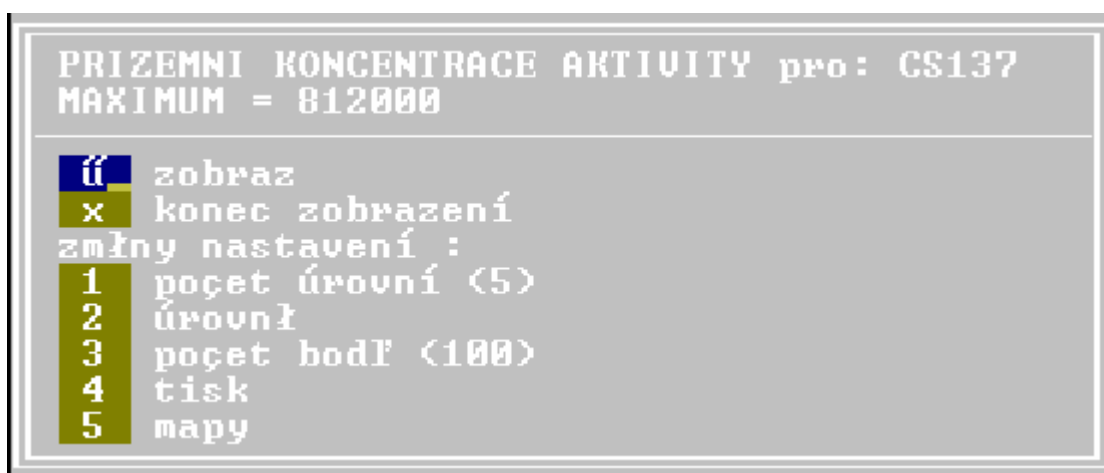 PRIZEMNI KONCENTRACE AKTIVITY pro: CS137
MAXIMUM = 812000
ű zobraz
x konec zobrazení
zmłny nastavení :
1 poçet úrovní (5)
2 úrovnł
3 poçet bodľ (100)
4 tisk
5 mapy